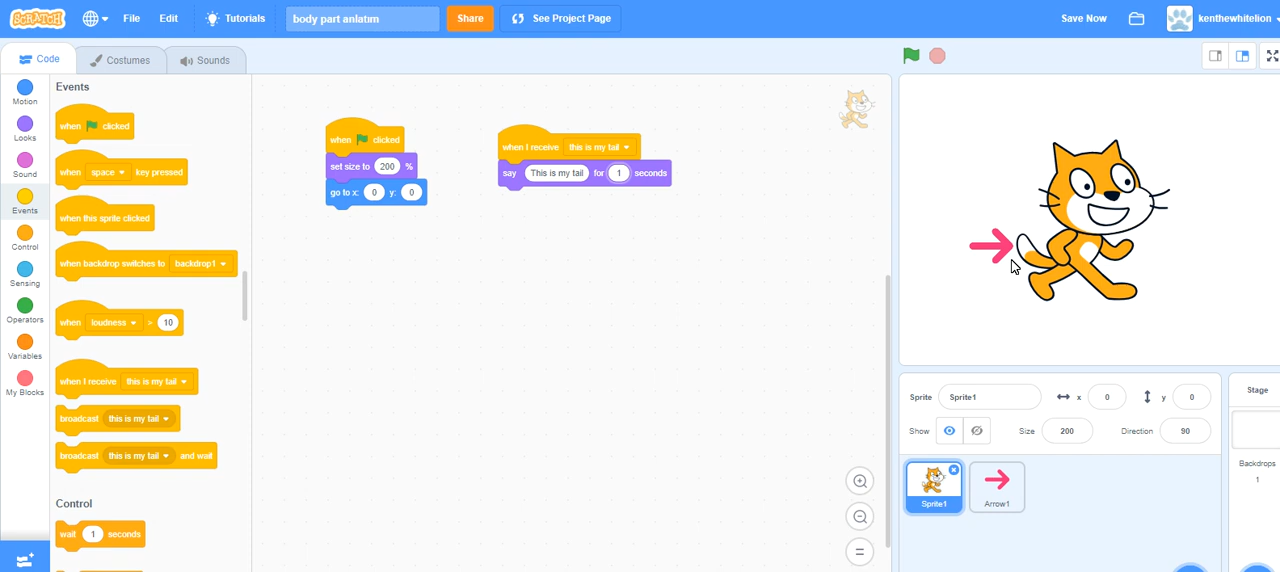 SCRATCH File Edit Tutorials body part anlatım Share See Project Page Save Now kenthewhitelion
Code Costumes Sounds
Motion
Looks
Sound
Events
Control
Sensing
Operators
Variables
My Blocks
Events
when clicked
when space key pressed
when this sprite clicked
when backdrop switches to backdrop1
when loudness > 10
when I receive this is my tail
broadcast this is my tail
broadcast this is my tail and wait
Control
wait 1 seconds
when clicked
set size to 200 %
go to x: 0 y: 0
when I receive this is my tail
say This is my tail for 1 seconds
Sprite Sprite1 x 0 y 0
Show Size 200 Direction 90
Sprite1 Arrow1
Stage
Backdrops
1